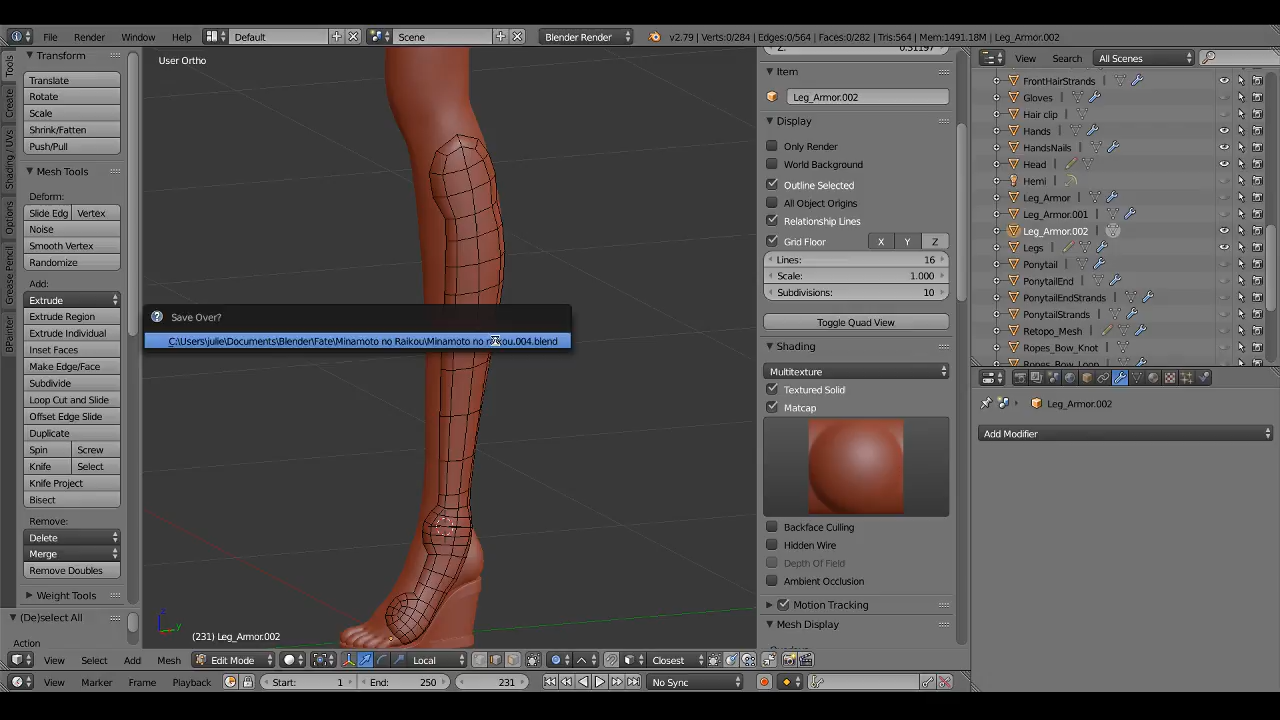 File Render Window Help Default Scene Blender Render v2.79 | Verts:0/284 | Edges:0/564 | Faces:0/282 | Tris:564 | Mem:1491.18M | Leg_Armor.002
Tools
Create
Shading / UVs
Options
Grease Pencil
BPainter
Transform
Translate
Rotate
Scale
Shrink/Fatten
Push/Pull
Mesh Tools
Deform:
Slide Edg Vertex
Noise
Smooth Vertex
Randomize
Add:
Extrude
Extrude Region
Extrude Individual
Inset Faces
Make Edge/Face
Subdivide
Loop Cut and Slide
Offset Edge Slide
Duplicate
Spin Screw
Knife Select
Knife Project
Bisect
Remove:
Delete
Merge
Remove Doubles
Weight Tools
(De)select All
Action
User Ortho
Save Over?
C:\Users\julie\Documents\Blender\Fate\Minamoto no Raikou\Minamoto no raikou.004.blend
(231) Leg_Armor.002
Item
Leg_Armor.002
Display
Only Render
World Background
Outline Selected
All Object Origins
Relationship Lines
Grid Floor X Y Z
Lines: 16
Scale: 1.000
Subdivisions: 10
Toggle Quad View
Shading
Multitexture
Textured Solid
Matcap
Backface Culling
Hidden Wire
Depth Of Field
Ambient Occlusion
Motion Tracking
Mesh Display
View Search All Scenes
FrontHairStrands
Gloves
Hair clip
Hands
HandsNails
Head
Hemi
Leg_Armor
Leg_Armor.001
Leg_Armor.002
Legs
Ponytail
PonytailEnd
PonytailEndStrands
PonytailStrands
Retopo_Mesh
Ropes_Bow_Knot
Ropes_Bow_Loop
Leg_Armor.002
Add Modifier
View Select Add Mesh Edit Mode Local Closest
View Marker Frame Playback Start: 1 End: 250 231 No Sync